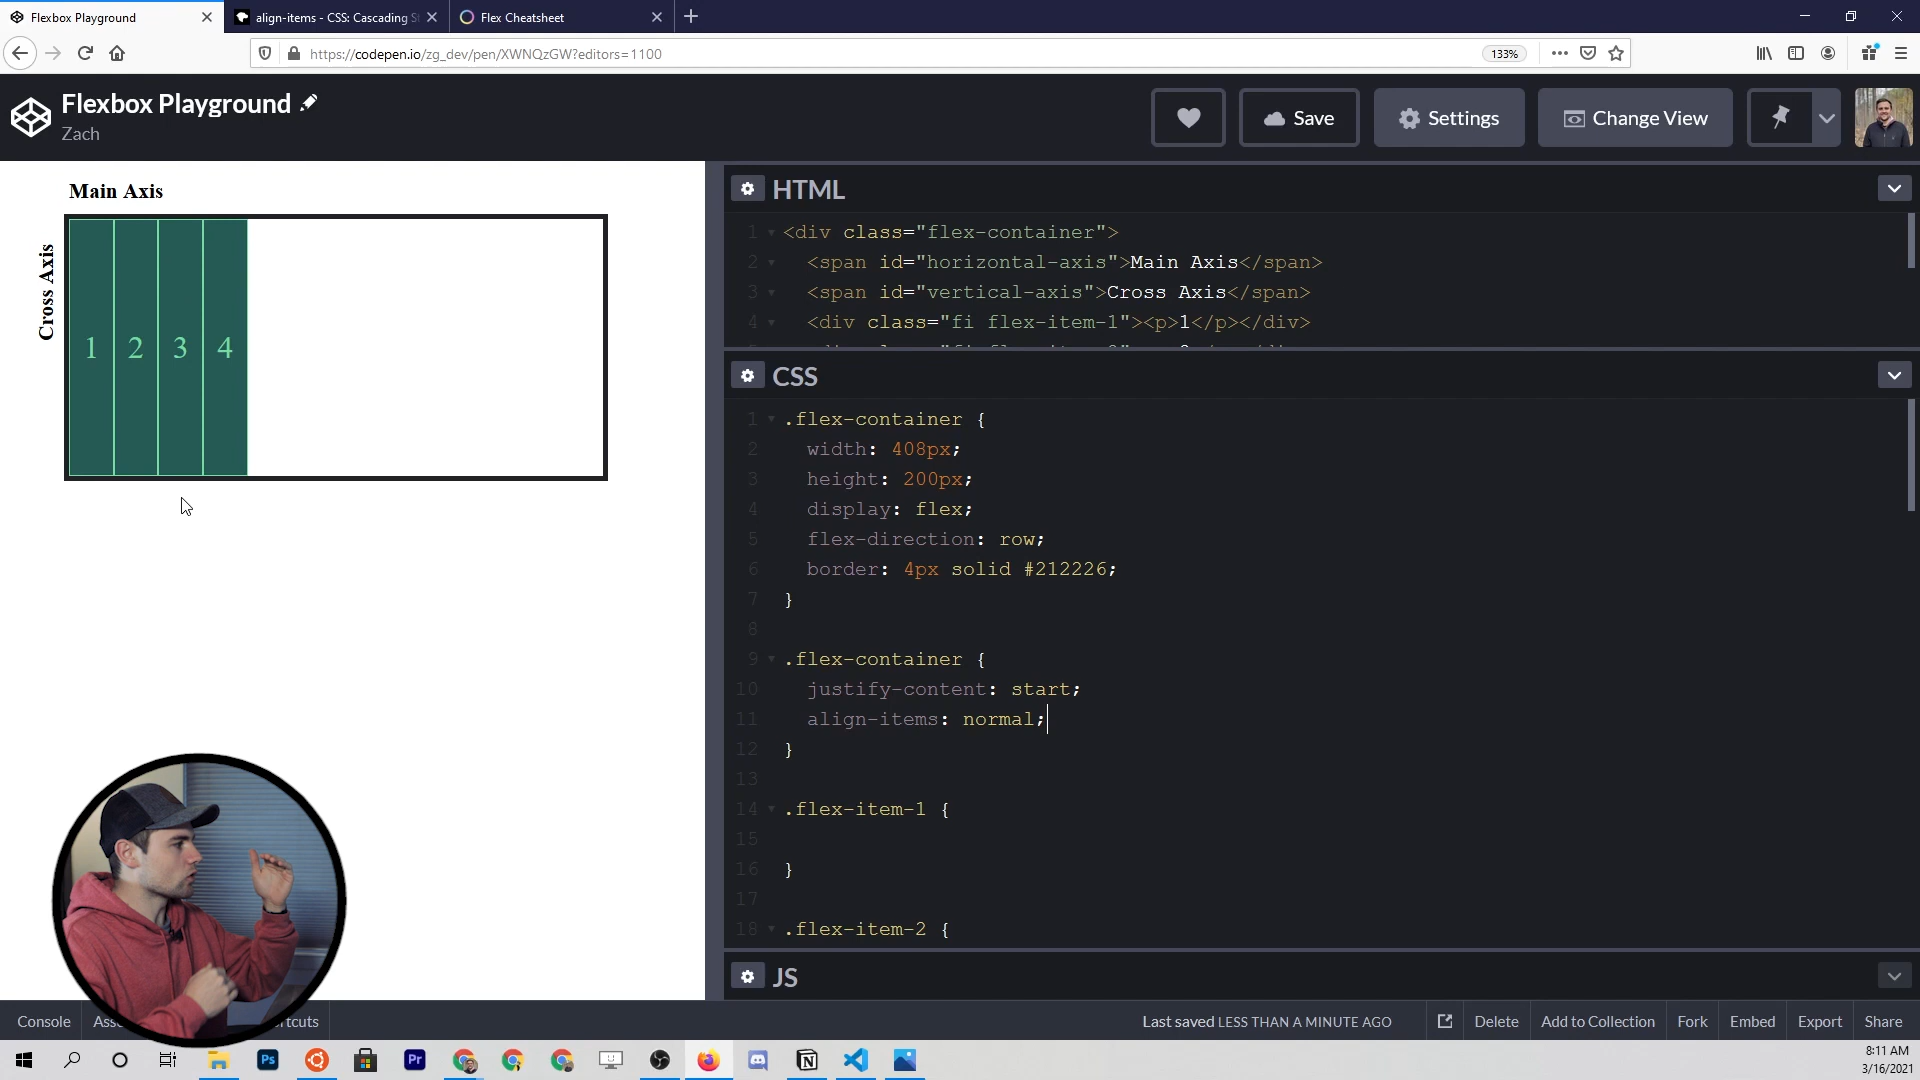 Flexbox Playground
align-items - CSS: Cascading S
Flex Cheatsheet
https://codepen.io/zg_dev/pen/XWNQzGW?editors=1100
133%
Flexbox Playground
Zach
Save
Settings
Change View
Main Axis
Cross Axis
1 2 3 4
HTML
1 <div class="flex-container">
2 <span id="horizontal-axis">Main Axis</span>
3 <span id="vertical-axis">Cross Axis</span>
4 <div class="fi flex-item-1"><p>1</p></div>
CSS
1 .flex-container {
2 width: 408px;
3 height: 200px;
4 display: flex;
5 flex-direction: row;
6 border: 4px solid #212226;
7 }
8
9 .flex-container {
10 justify-content: start;
11 align-items: normal;
12 }
13
14 .flex-item-1 {
15
16 }
17
18 .flex-item-2 {
JS
Console
Last saved LESS THAN A MINUTE AGO
Delete
Add to Collection
Fork
Embed
Export
Share
Ps
Pr
N
8:11 AM
3/16/2021